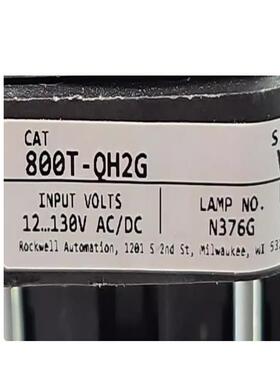 CAT
800T-QH2G
INPUT VOLTS
12...130V AC/DC
LAMP NO.
N376G
Rockwell Automation, 1201 S 2nd St, Milwaukee, WI